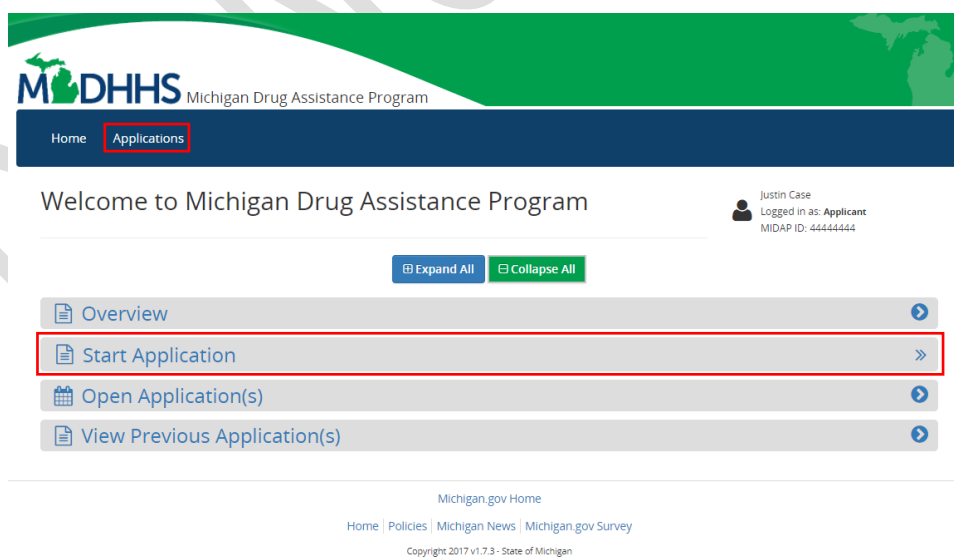 MDHHS Michigan Drug Assistance Program
Home Applications
Welcome to Michigan Drug Assistance Program
Justin Case
Logged in as: Applicant
MIDAP ID: 44444444
Expand All Collapse All
Overview
Start Application
Open Application(s)
View Previous Application(s)
Michigan.gov Home
Home | Policies | Michigan News | Michigan.gov Survey
Copyright 2017 v1.7.3 - State of Michigan